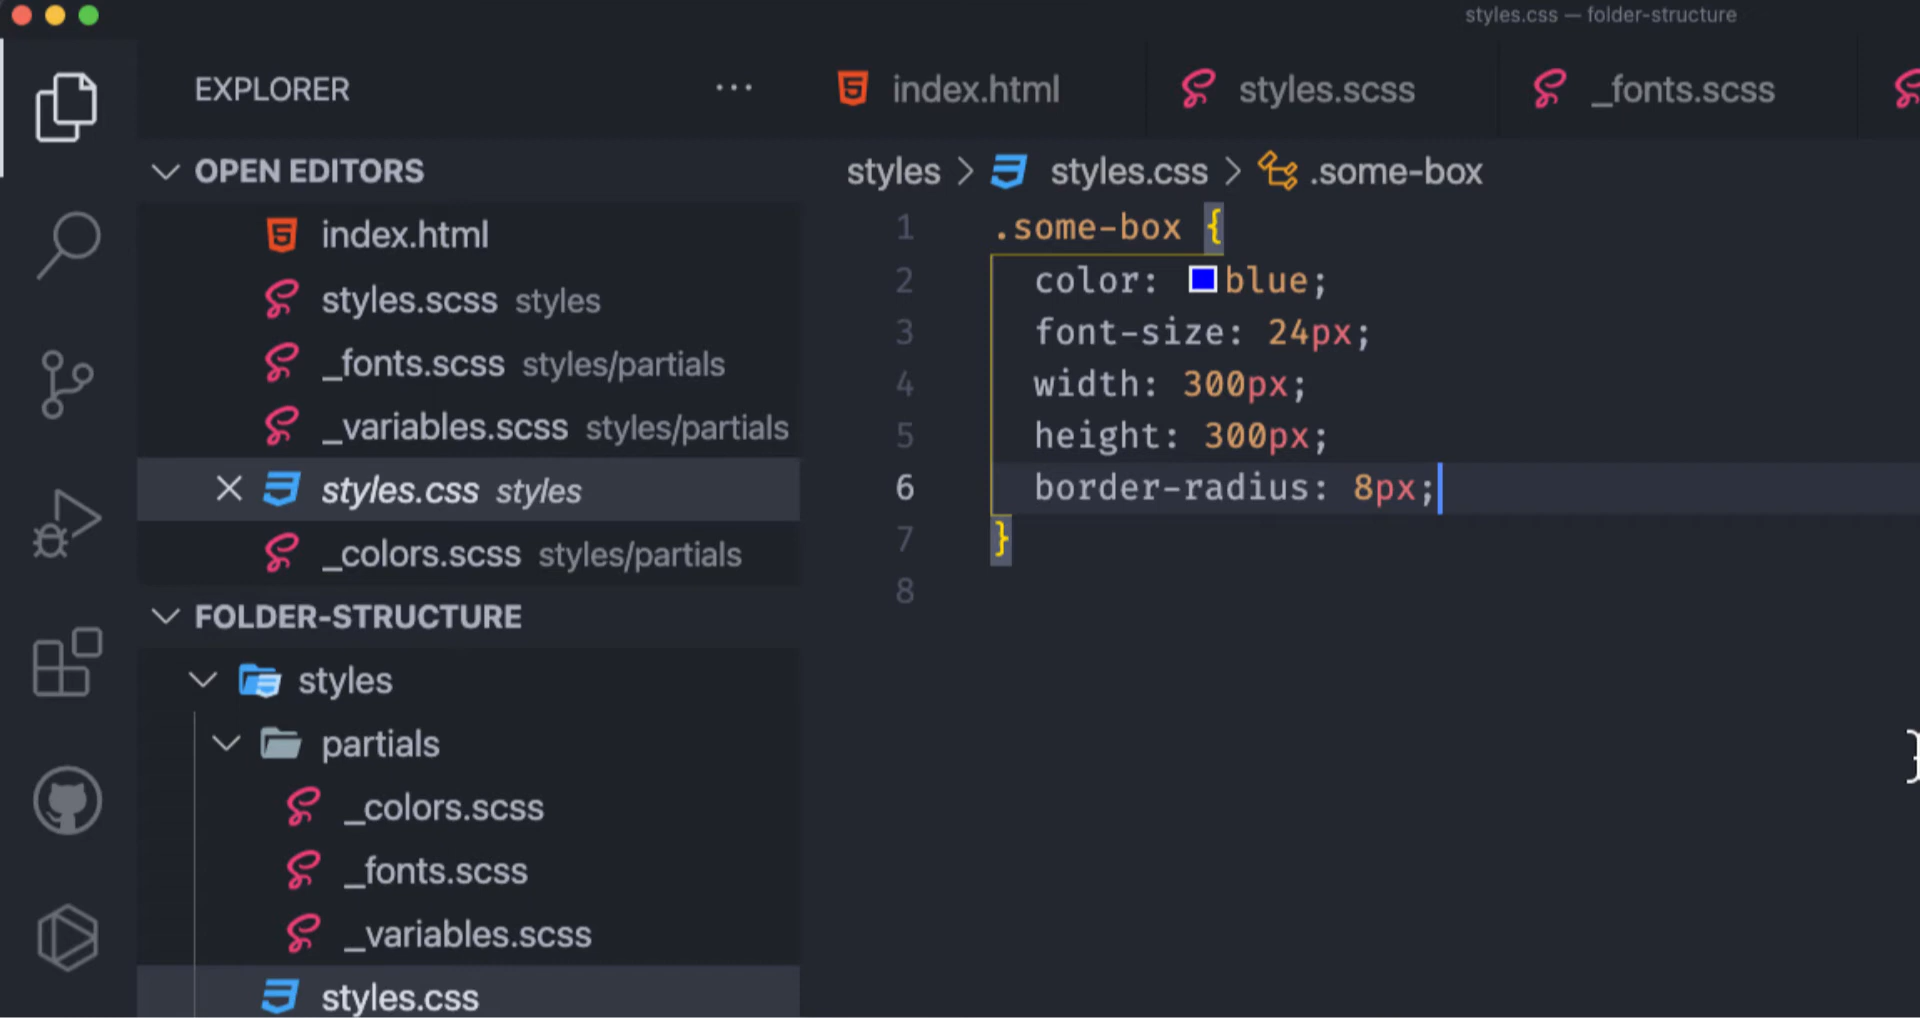 styles.css — folder-structure
EXPLORER
index.html
styles.scss
_fonts.scss
OPEN EDITORS
index.html
styles.scss styles
_fonts.scss styles/partials
_variables.scss styles/partials
styles.css styles
_colors.scss styles/partials
FOLDER-STRUCTURE
styles
partials
_colors.scss
_fonts.scss
_variables.scss
styles.css
styles > styles.css > .some-box
1 .some-box {
2 color: blue;
3 font-size: 24px;
4 width: 300px;
5 height: 300px;
6 border-radius: 8px;
7 }
8
}